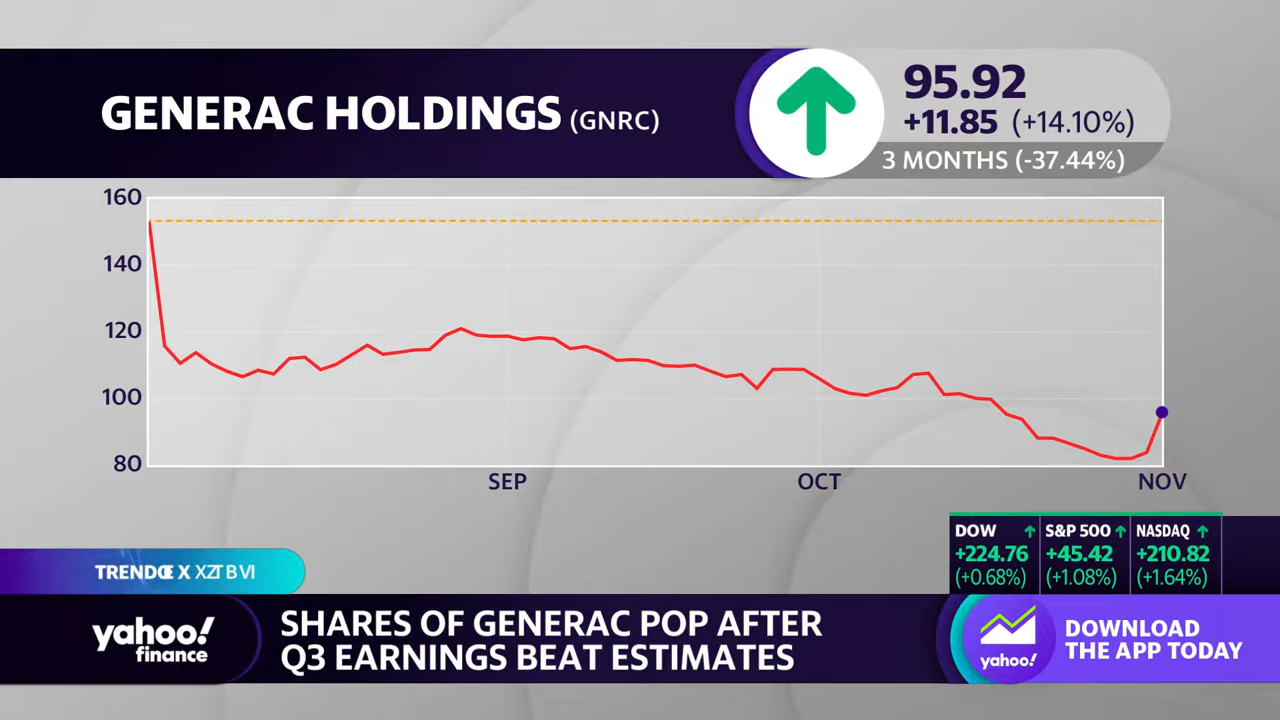 GENERAC HOLDINGS (GNRC)
95.92
+11.85 (+14.10%)
3 MONTHS (-37.44%)
160
140
120
100
80
SEP OCT NOV
DOW S&P 500 NASDAQ
+224.76 +45.42 +210.82
(+0.68%) (+1.08%) (+1.64%)
yahoo!
finance
SHARES OF GENERAC POP AFTER
Q3 EARNINGS BEAT ESTIMATES
yahoo!
DOWNLOAD
THE APP TODAY